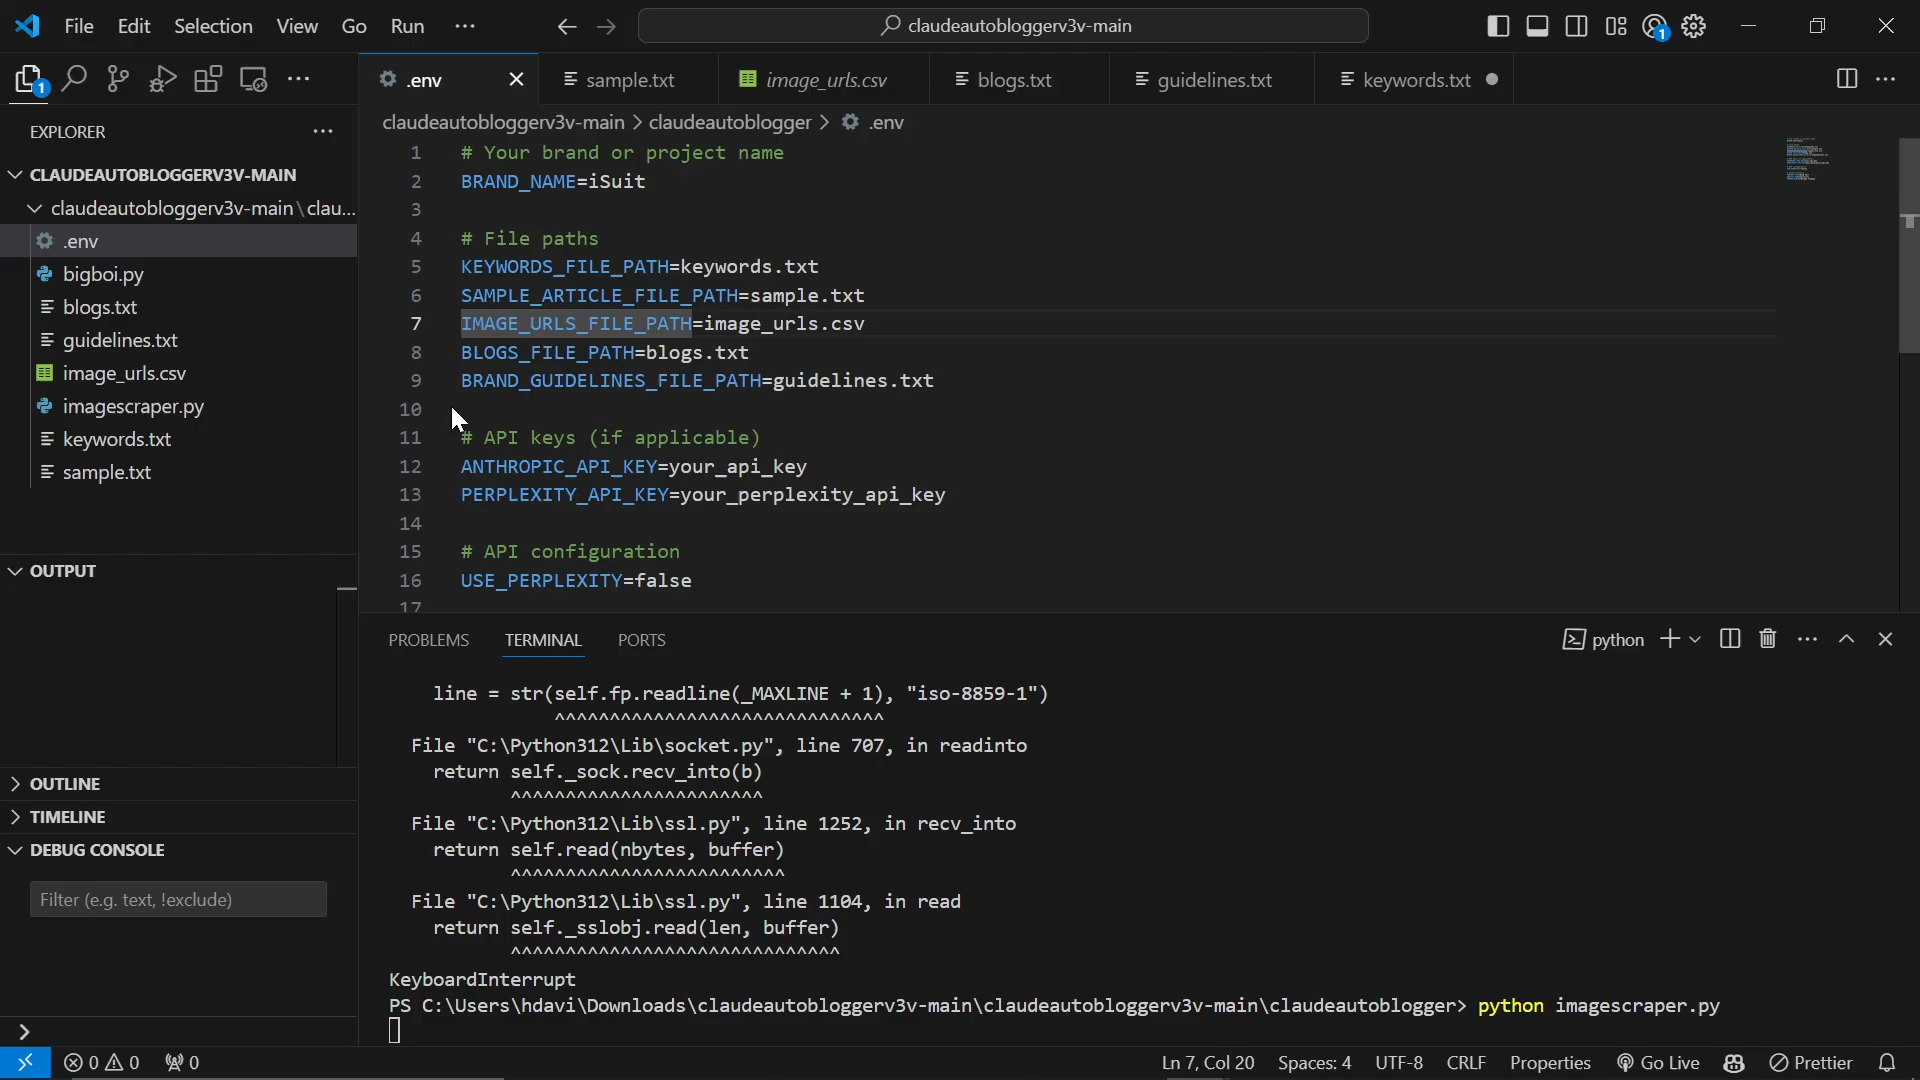 File Edit Selection View Go Run ···
claudeautobloggerv3v-main
1
1
.env
sample.txt
image_urls.csv
blogs.txt
guidelines.txt
keywords.txt
EXPLORER
CLAUDEAUTOBLOGGERV3V-MAIN
claudeautobloggerv3v-main\clau...
.env
bigboi.py
blogs.txt
guidelines.txt
image_urls.csv
imagescraper.py
keywords.txt
sample.txt
OUTPUT
OUTLINE
TIMELINE
DEBUG CONSOLE
Filter (e.g. text, !exclude)
claudeautobloggerv3v-main > claudeautoblogger > .env
1 # Your brand or project name
2 BRAND_NAME=iSuit
3
4 # File paths
5 KEYWORDS_FILE_PATH=keywords.txt
6 SAMPLE_ARTICLE_FILE_PATH=sample.txt
7 IMAGE_URLS_FILE_PATH=image_urls.csv
8 BLOGS_FILE_PATH=blogs.txt
9 BRAND_GUIDELINES_FILE_PATH=guidelines.txt
10
11 # API keys (if applicable)
12 ANTHROPIC_API_KEY=your_api_key
13 PERPLEXITY_API_KEY=your_perplexity_api_key
14
15 # API configuration
16 USE_PERPLEXITY=false
17
PROBLEMS TERMINAL PORTS
python
line = str(self.fp.readline(_MAXLINE + 1), "iso-8859-1")
^^^^^^^^^^^^^^^^^^^^^^^^^^^^^^
File "C:\Python312\Lib\socket.py", line 707, in readinto
return self._sock.recv_into(b)
^^^^^^^^^^^^^^^^^^^^^^^
File "C:\Python312\Lib\ssl.py", line 1252, in recv_into
return self.read(nbytes, buffer)
^^^^^^^^^^^^^^^^^^^^^^^^^
File "C:\Python312\Lib\ssl.py", line 1104, in read
return self._sslobj.read(len, buffer)
^^^^^^^^^^^^^^^^^^^^^^^^^^^^^^
KeyboardInterrupt
PS C:\Users\hdavi\Downloads\claudeautobloggerv3v-main\claudeautobloggerv3v-main\claudeautoblogger> python imagescraper.py
0 0 0
Ln 7, Col 20 Spaces: 4 UTF-8 CRLF Properties Go Live Prettier